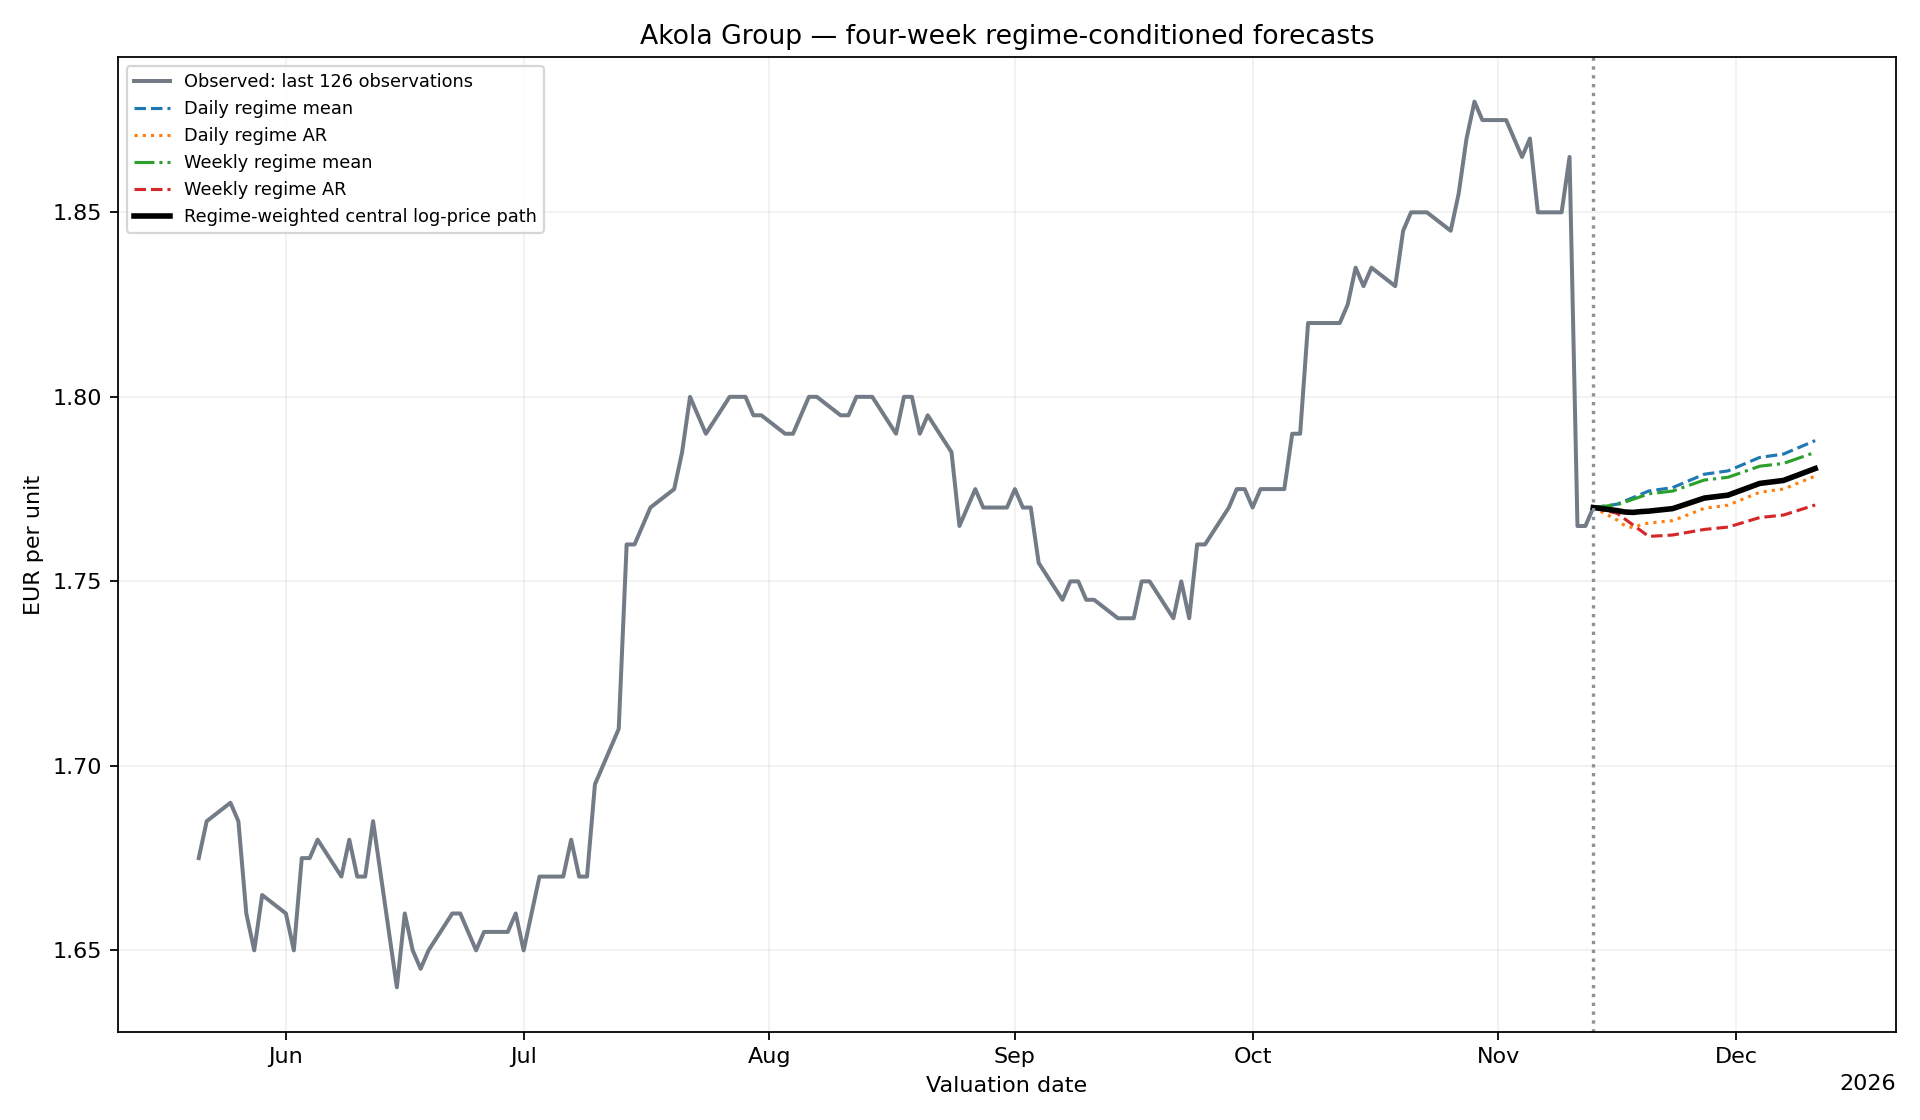 Akola Group — four-week regime-conditioned forecasts
Observed: last 126 observations
Daily regime mean
Daily regime AR
Weekly regime mean
Weekly regime AR
Regime-weighted central log-price path
EUR per unit
1.85
1.80
1.75
1.70
1.65
Jun
Jul
Aug
Sep
Oct
Nov
Dec
Valuation date
2026